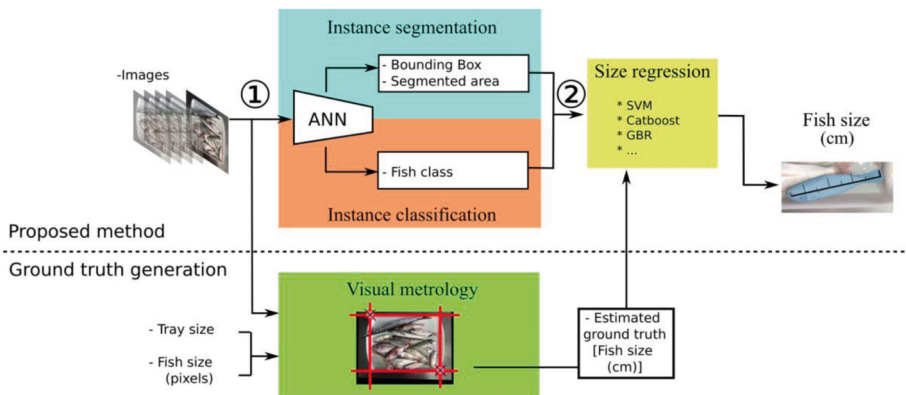 Instance segmentation
-Images
①
ANN
- Bounding Box
- Segmented area
- Fish class
Instance classification
②
Size regression
* SVM
* Catboost
* GBR
* ...
Fish size
(cm)
Proposed method
Ground truth generation
Visual metrology
- Tray size
- Fish size
(pixels)
- Estimated
ground truth
[Fish size
(cm)]